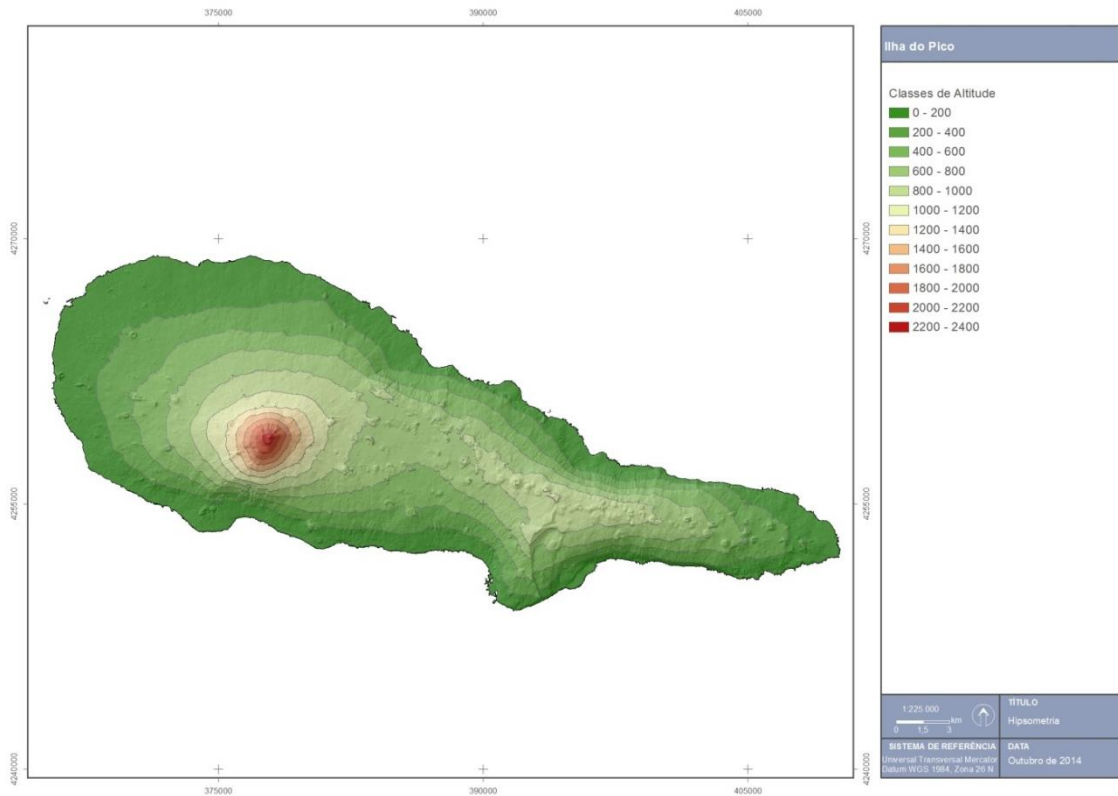 375000
390000
405000
4270000
4270000
4255000
4255000
4240000
4240000
375000
390000
405000
Ilha do Pico
Classes de Altitude
0 - 200
200 - 400
400 - 600
600 - 800
800 - 1000
1000 - 1200
1200 - 1400
1400 - 1600
1600 - 1800
1800 - 2000
2000 - 2200
2200 - 2400
1:225.000
km
0 1,5 3
TÍTULO
Hipsometria
SISTEMA DE REFERÊNCIA
Universal Transversal Mercator
Datum WGS 1984, Zona 26 N
DATA
Outubro de 2014